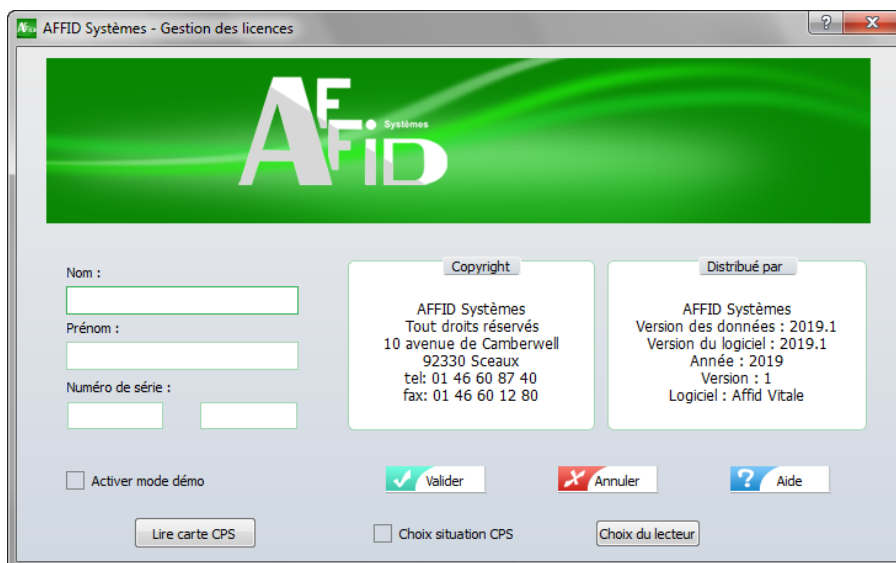 AFFID Systèmes - Gestion des licences
AFFiD Systèmes
Nom :
Prénom :
Numéro de série :
Copyright
AFFID Systèmes
Tout droits réservés
10 avenue de Camberwell
92330 Sceaux
tel: 01 46 60 87 40
fax: 01 46 60 12 80
Distribué par
AFFID Systèmes
Version des données : 2019.1
Version du logiciel : 2019.1
Année : 2019
Version : 1
Logiciel : Affid Vitale
Activer mode démo
Valider
Annuler
? Aide
Lire carte CPS
Choix situation CPS
Choix du lecteur